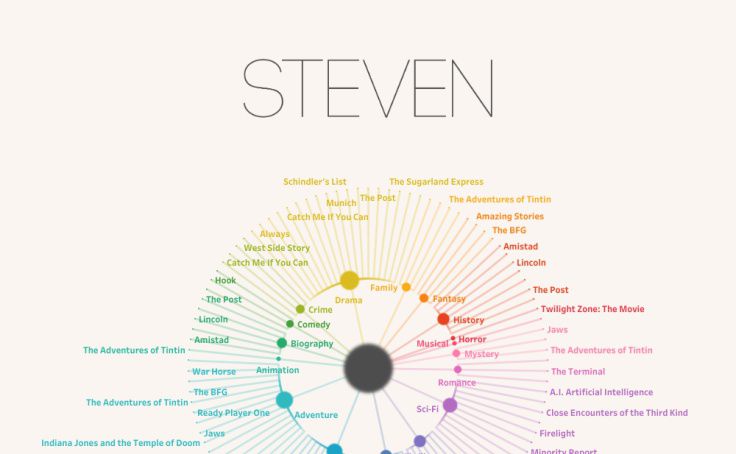 STEVEN
Schindler's List
The Sugarland Express
Munich
The Post
The Adventures of Tintin
Catch Me If You Can
Amazing Stories
Always
The BFG
West Side Story
Amistad
Catch Me If You Can
Lincoln
Hook
Family
Drama
Fantasy
The Post
The Post
Crime
Twilight Zone: The Movie
Lincoln
Comedy
History
Jaws
Amistad
Biography
Musical
Horror
The Adventures of Tintin
Mystery
The Adventures of Tintin
War Horse
Animation
The Terminal
Romance
The BFG
A.I. Artificial Intelligence
The Adventures of Tintin
Ready Player One
Adventure
Sci-Fi
Close Encounters of the Third Kind
Jaws
Firelight
Indiana Jones and the Temple of Doom
Minority Report